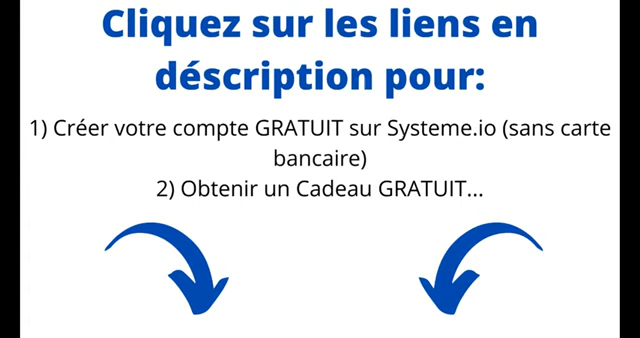 Cliquez sur les liens en
déscription pour:
1) Créer votre compte GRATUIT sur Systeme.io (sans carte
bancaire)
2) Obtenir un Cadeau GRATUIT...